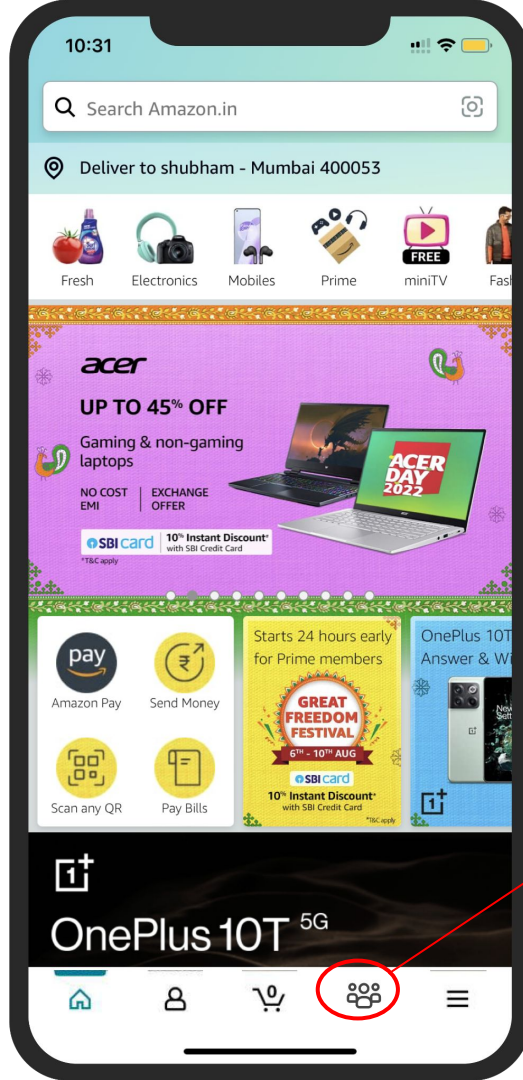 10:31
Search Amazon.in
Deliver to shubham - Mumbai 400053
Fresh Electronics Mobiles Prime miniTV
FREE
acer
UP TO 45% OFF
Gaming & non-gaming
laptops
NO COST EMI
EXCHANGE OFFER
SBI card
10% Instant Discount*
with SBI Credit Card
*T&C apply
ACER
DAY
2022
pay
Amazon Pay
Send Money
Scan any QR
Pay Bills
Starts 24 hours early
for Prime members
GREAT
FREEDOM
FESTIVAL
6TH - 10TH AUG
SBI card
10% Instant Discount*
with SBI Credit Card
*T&C apply
OnePlus 10T
Answer &
OnePlus 10T 5G
0